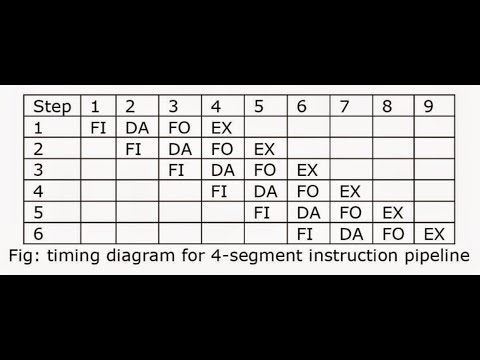 Step 1 2 3 4 5 6 7 8 9
1 FI DA FO EX
2 FI DA FO EX
3 FI DA FO EX
4 FI DA FO EX
5 FI DA FO EX
6 FI DA FO EX
Fig: timing diagram for 4-segment instruction pipeline